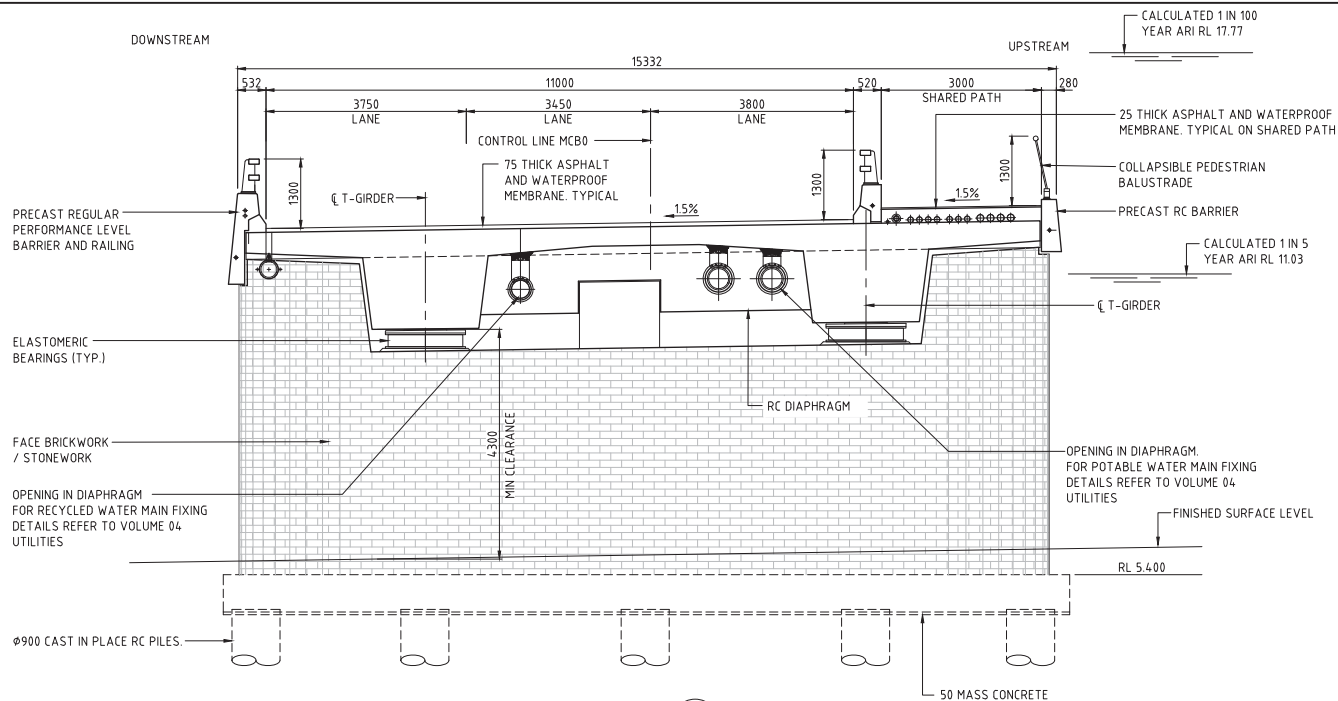 CALCULATED 1 IN 100
YEAR ARI RL 17.77
DOWNSTREAM
UPSTREAM
15332
532
11000
520
3000
280
SHARED PATH
3750
LANE
3450
LANE
3800
LANE
25 THICK ASPHALT AND WATERPROOF
MEMBRANE. TYPICAL ON SHARED PATH
CONTROL LINE MCB0
75 THICK ASPHALT
AND WATERPROOF
MEMBRANE. TYPICAL
1300
1300
1300
COLLAPSIBLE PEDESTRIAN
BALUSTRADE
℄ T-GIRDER
1.5%
1.5%
PRECAST REGULAR
PERFORMANCE LEVEL
BARRIER AND RAILING
PRECAST RC BARRIER
CALCULATED 1 IN 5
YEAR ARI RL 11.03
℄ T-GIRDER
ELASTOMERIC
BEARINGS (TYP.)
RC DIAPHRAGM
4300
MIN CLEARANCE
FACE BRICKWORK
/ STONEWORK
OPENING IN DIAPHRAGM.
FOR POTABLE WATER MAIN FIXING
DETAILS REFER TO VOLUME 04
UTILITIES
OPENING IN DIAPHRAGM
FOR RECYCLED WATER MAIN FIXING
DETAILS REFER TO VOLUME 04
UTILITIES
FINISHED SURFACE LEVEL
RL 5.400
Ø900 CAST IN PLACE RC PILES.
50 MASS CONCRETE